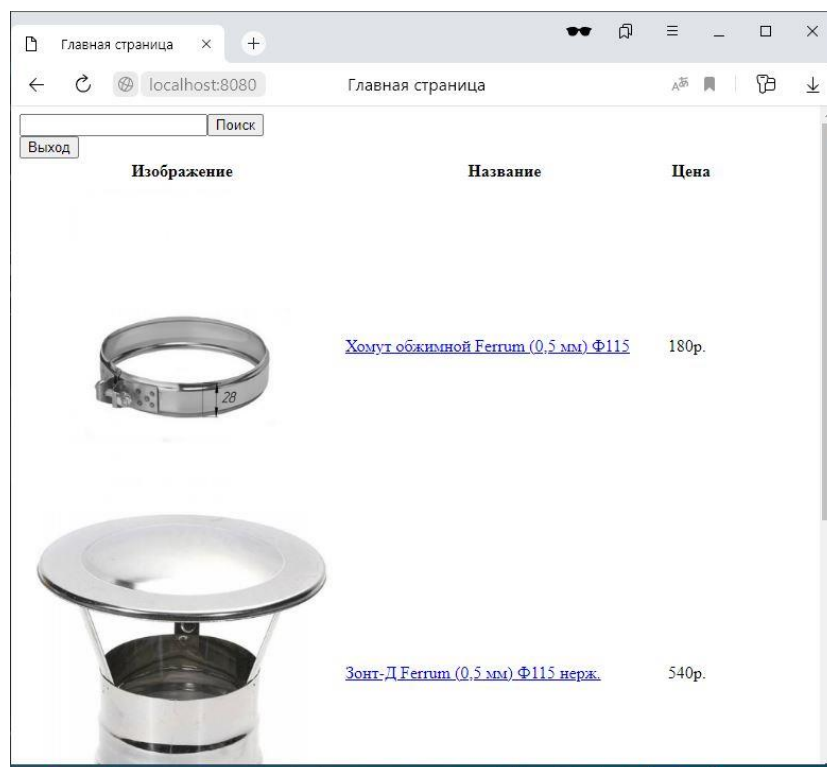 Главная страница
localhost:8080 Главная страница
Поиск
Выход
Изображение Название Цена
Хомут обжимной Ferrum (0,5 мм) Ф115 180р.
28
Зонт-Д Ferrum (0,5 мм) Ф115 нерж. 540р.